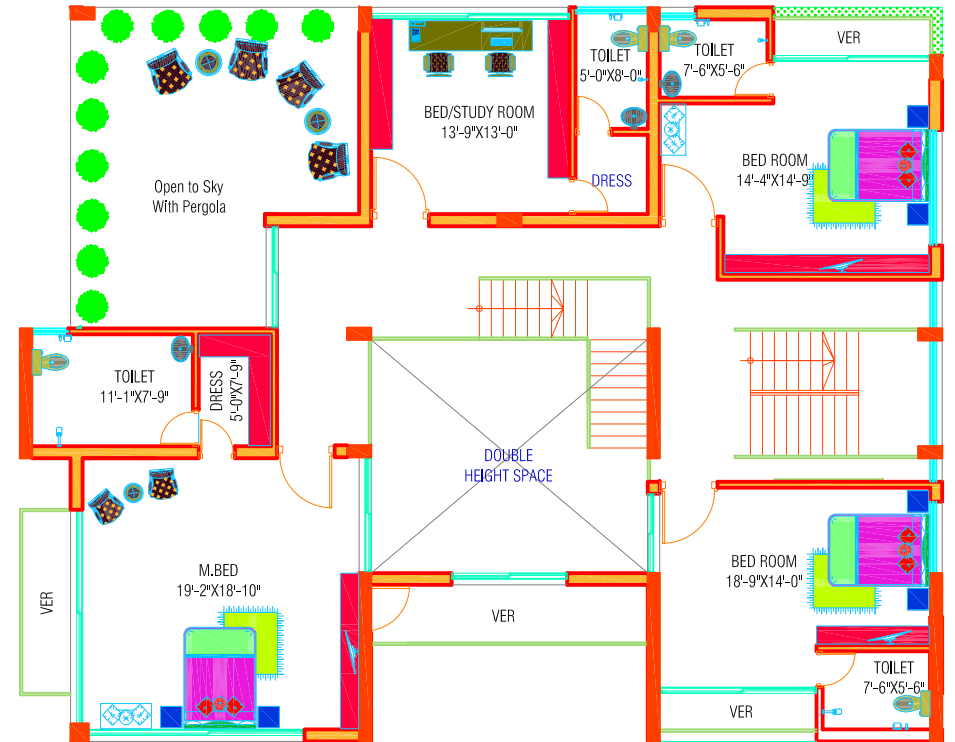 TOILET
5'-0"X8'-0"
TOILET
7'-6"X5'-6"
VER
BED/STUDY ROOM
13'-9"X13'-0"
BED ROOM
14'-4"X14'-9"
DRESS
Open to Sky
With Pergola
TOILET
11'-1"X7'-9"
DRESS
5'-0"X7'-9"
DOUBLE
HEIGHT SPACE
M.BED
19'-2"X18'-10"
BED ROOM
18'-9"X14'-0"
VER
VER
TOILET
7'-6"X5'-6"
VER